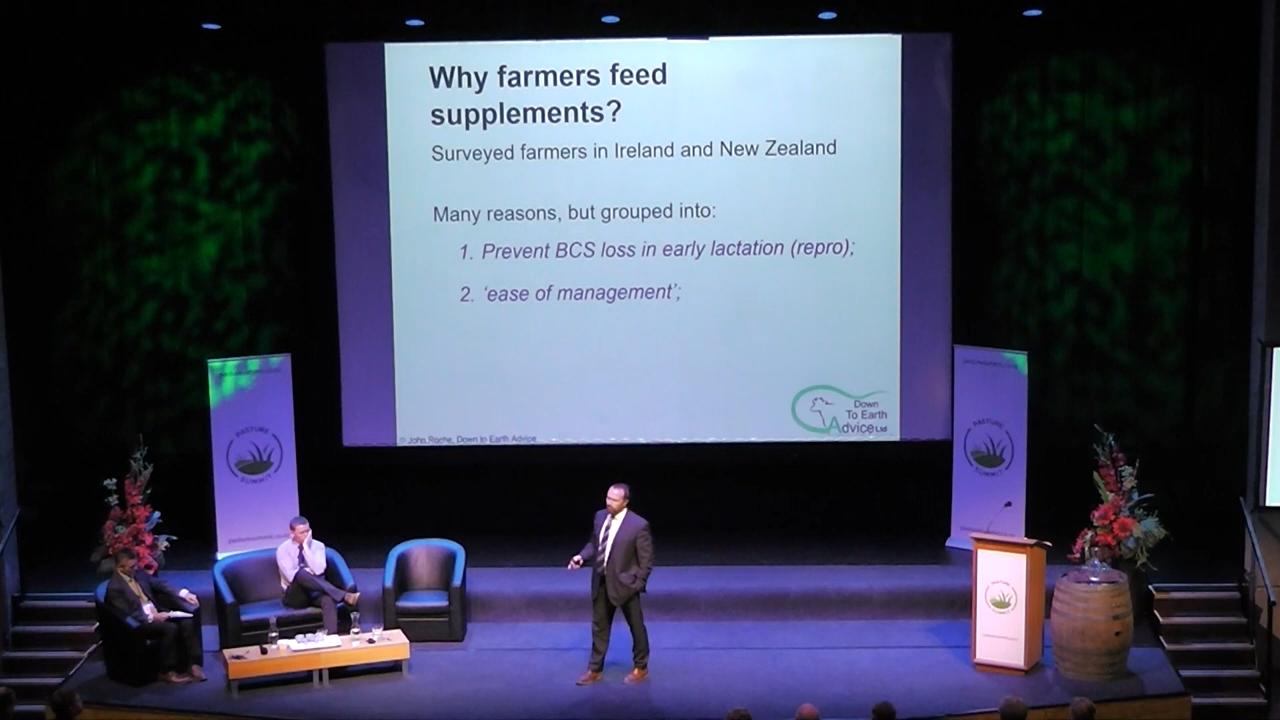 Why farmers feed
supplements?
Surveyed farmers in Ireland and New Zealand
Many reasons, but grouped into:
1. Prevent BCS loss in early lactation (repro);
2. ‘ease of management’;
Down
To Earth
Advice Ltd
© John Roche, Down to Earth Advice
PASTURE
SUMMIT
PASTURE
SUMMIT